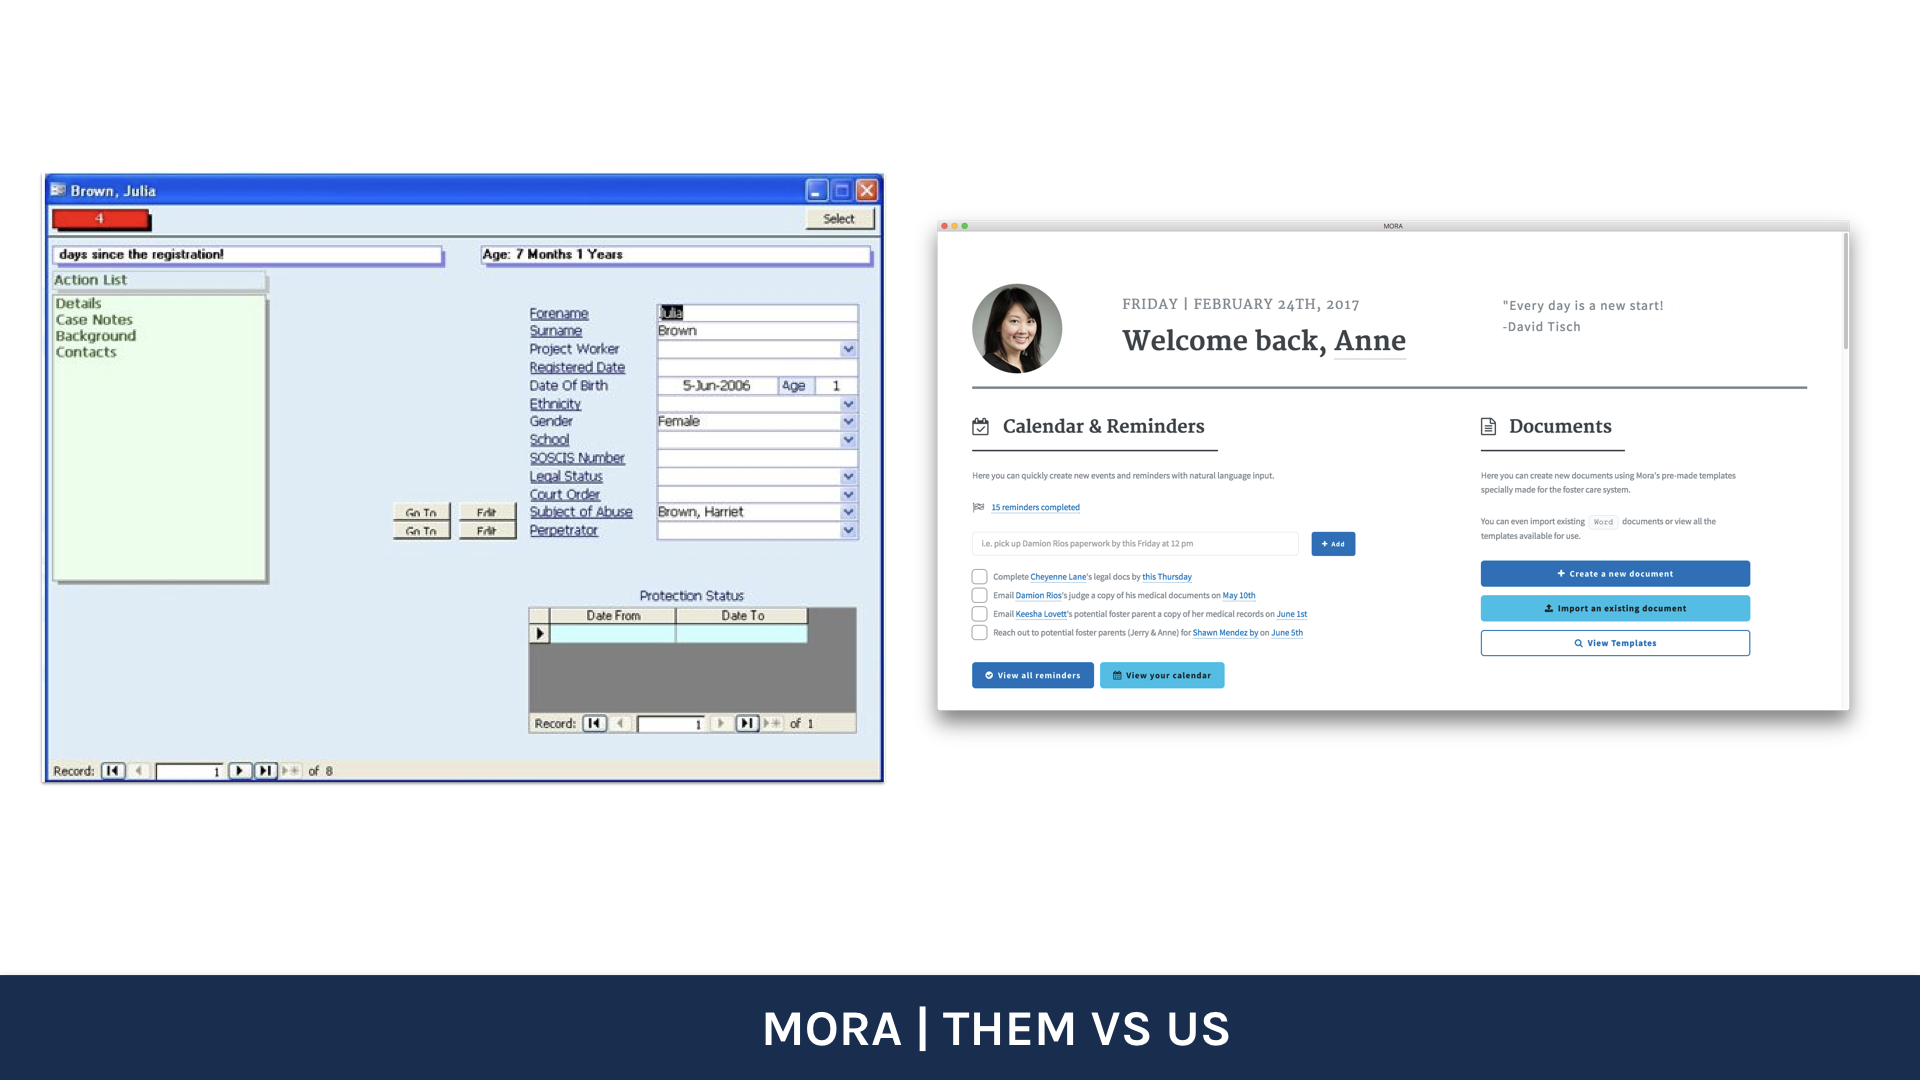 Brown, Julia
4
Select
days since the registration!
Age: 7 Months 1 Years
Action List
Details
Case Notes
Background
Contacts
Forename Julia
Surname Brown
Project Worker
Registered Date
Date Of Birth 5-Jun-2006 Age 1
Ethnicity
Gender Female
School
SOSCIS Number
Legal Status
Court Order
Go To Edit Subject of Abuse Brown, Harriet
Go To Edit Perpetrator
Protection Status
Date From Date To
Record: 1 of 1
Record: 1 of 8
MORA
FRIDAY | FEBRUARY 24TH, 2017
Welcome back, Anne
"Every day is a new start!
-David Tisch
Calendar & Reminders
Here you can quickly create new events and reminders with natural language input.
15 reminders completed
i.e. pick up Damion Rios paperwork by this Friday at 12 pm
+ Add
Complete Cheyenne Lane's legal docs by this Thursday
Email Damion Rios's judge a copy of his medical documents on May 10th
Email Keesha Lovett's potential foster parent a copy of her medical records on June 1st
Reach out to potential foster parents (Jerry & Anne) for Shawn Mendez by on June 5th
View all reminders
View your calendar
Documents
Here you can create new documents using Mora's pre-made templates
specially made for the foster care system.
You can even import existing Word documents or view all the
templates available for use.
+ Create a new document
Import an existing document
View Templates
MORA | THEM VS US